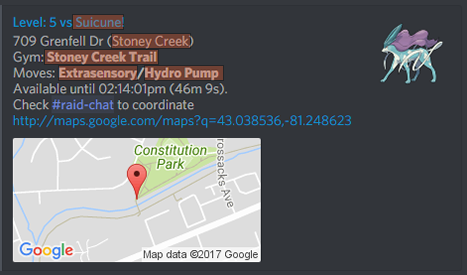 Level: 5 vs Suicune
709 Grenfell Dr (Stoney Creek)
Gym: Stoney Creek Trail
Moves: Extrasensory/Hydro Pump
Available until 02:14:01pm (46m 9s).
Check #raid-chat to coordinate
http://maps.google.com/maps?q=43.038536,-81.248623
Constitution
Park
rossacks Ave
Google
Map data ©2017 Google